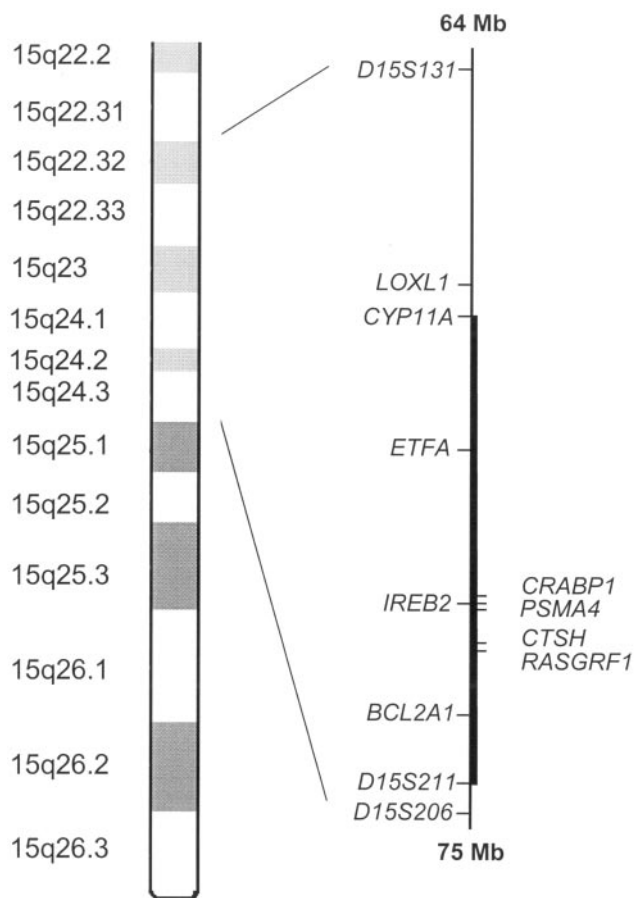 15q22.2
15q22.31
15q22.32
15q22.33
15q23
15q24.1
15q24.2
15q24.3
15q25.1
15q25.2
15q25.3
15q26.1
15q26.2
15q26.3
64 Mb
D15S131
LOXL1
CYP11A
ETFA
IREB2
CRABP1
PSMA4
CTSH
RASGRF1
BCL2A1
D15S211
D15S206
75 Mb